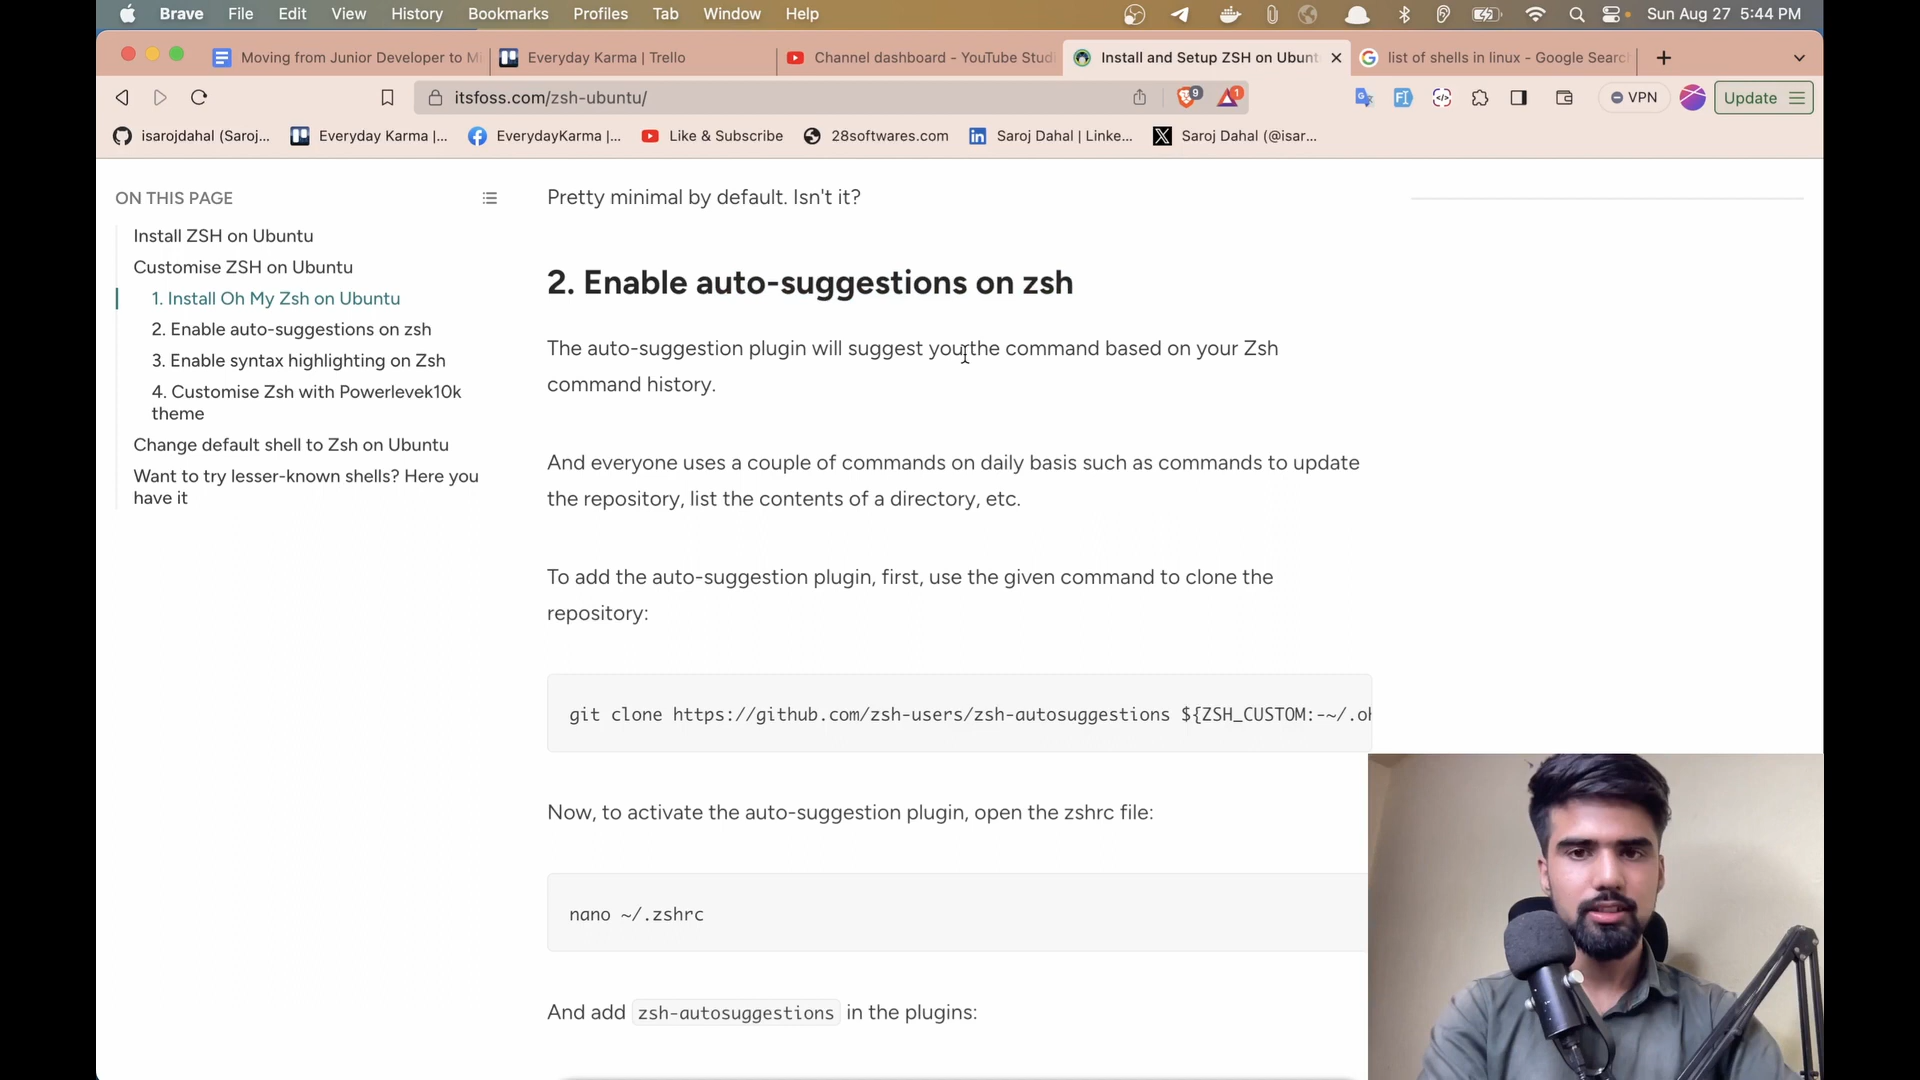 Brave File Edit View History Bookmarks Profiles Tab Window Help Sun Aug 27 5:44 PM
Moving from Junior Developer to Mi Everyday Karma | Trello Channel dashboard - YouTube Studi Install and Setup ZSH on Ubunt list of shells in linux - Google Searc
itsfoss.com/zsh-ubuntu/ 9 1 VPN Update
isarojdahal (Saroj... Everyday Karma |... EverydayKarma |... Like & Subscribe 28softwares.com Saroj Dahal | Linke... Saroj Dahal (@isar...
ON THIS PAGE
Install ZSH on Ubuntu
Customise ZSH on Ubuntu
1. Install Oh My Zsh on Ubuntu
2. Enable auto-suggestions on zsh
3. Enable syntax highlighting on Zsh
4. Customise Zsh with Powerlevek10k
theme
Change default shell to Zsh on Ubuntu
Want to try lesser-known shells? Here you
have it
Pretty minimal by default. Isn't it?
2. Enable auto-suggestions on zsh
The auto-suggestion plugin will suggest you the command based on your Zsh
command history.
And everyone uses a couple of commands on daily basis such as commands to update
the repository, list the contents of a directory, etc.
To add the auto-suggestion plugin, first, use the given command to clone the
repository:
git clone https://github.com/zsh-users/zsh-autosuggestions ${ZSH_CUSTOM:-~/.oh
Now, to activate the auto-suggestion plugin, open the zshrc file:
nano ~/.zshrc
And add zsh-autosuggestions in the plugins: